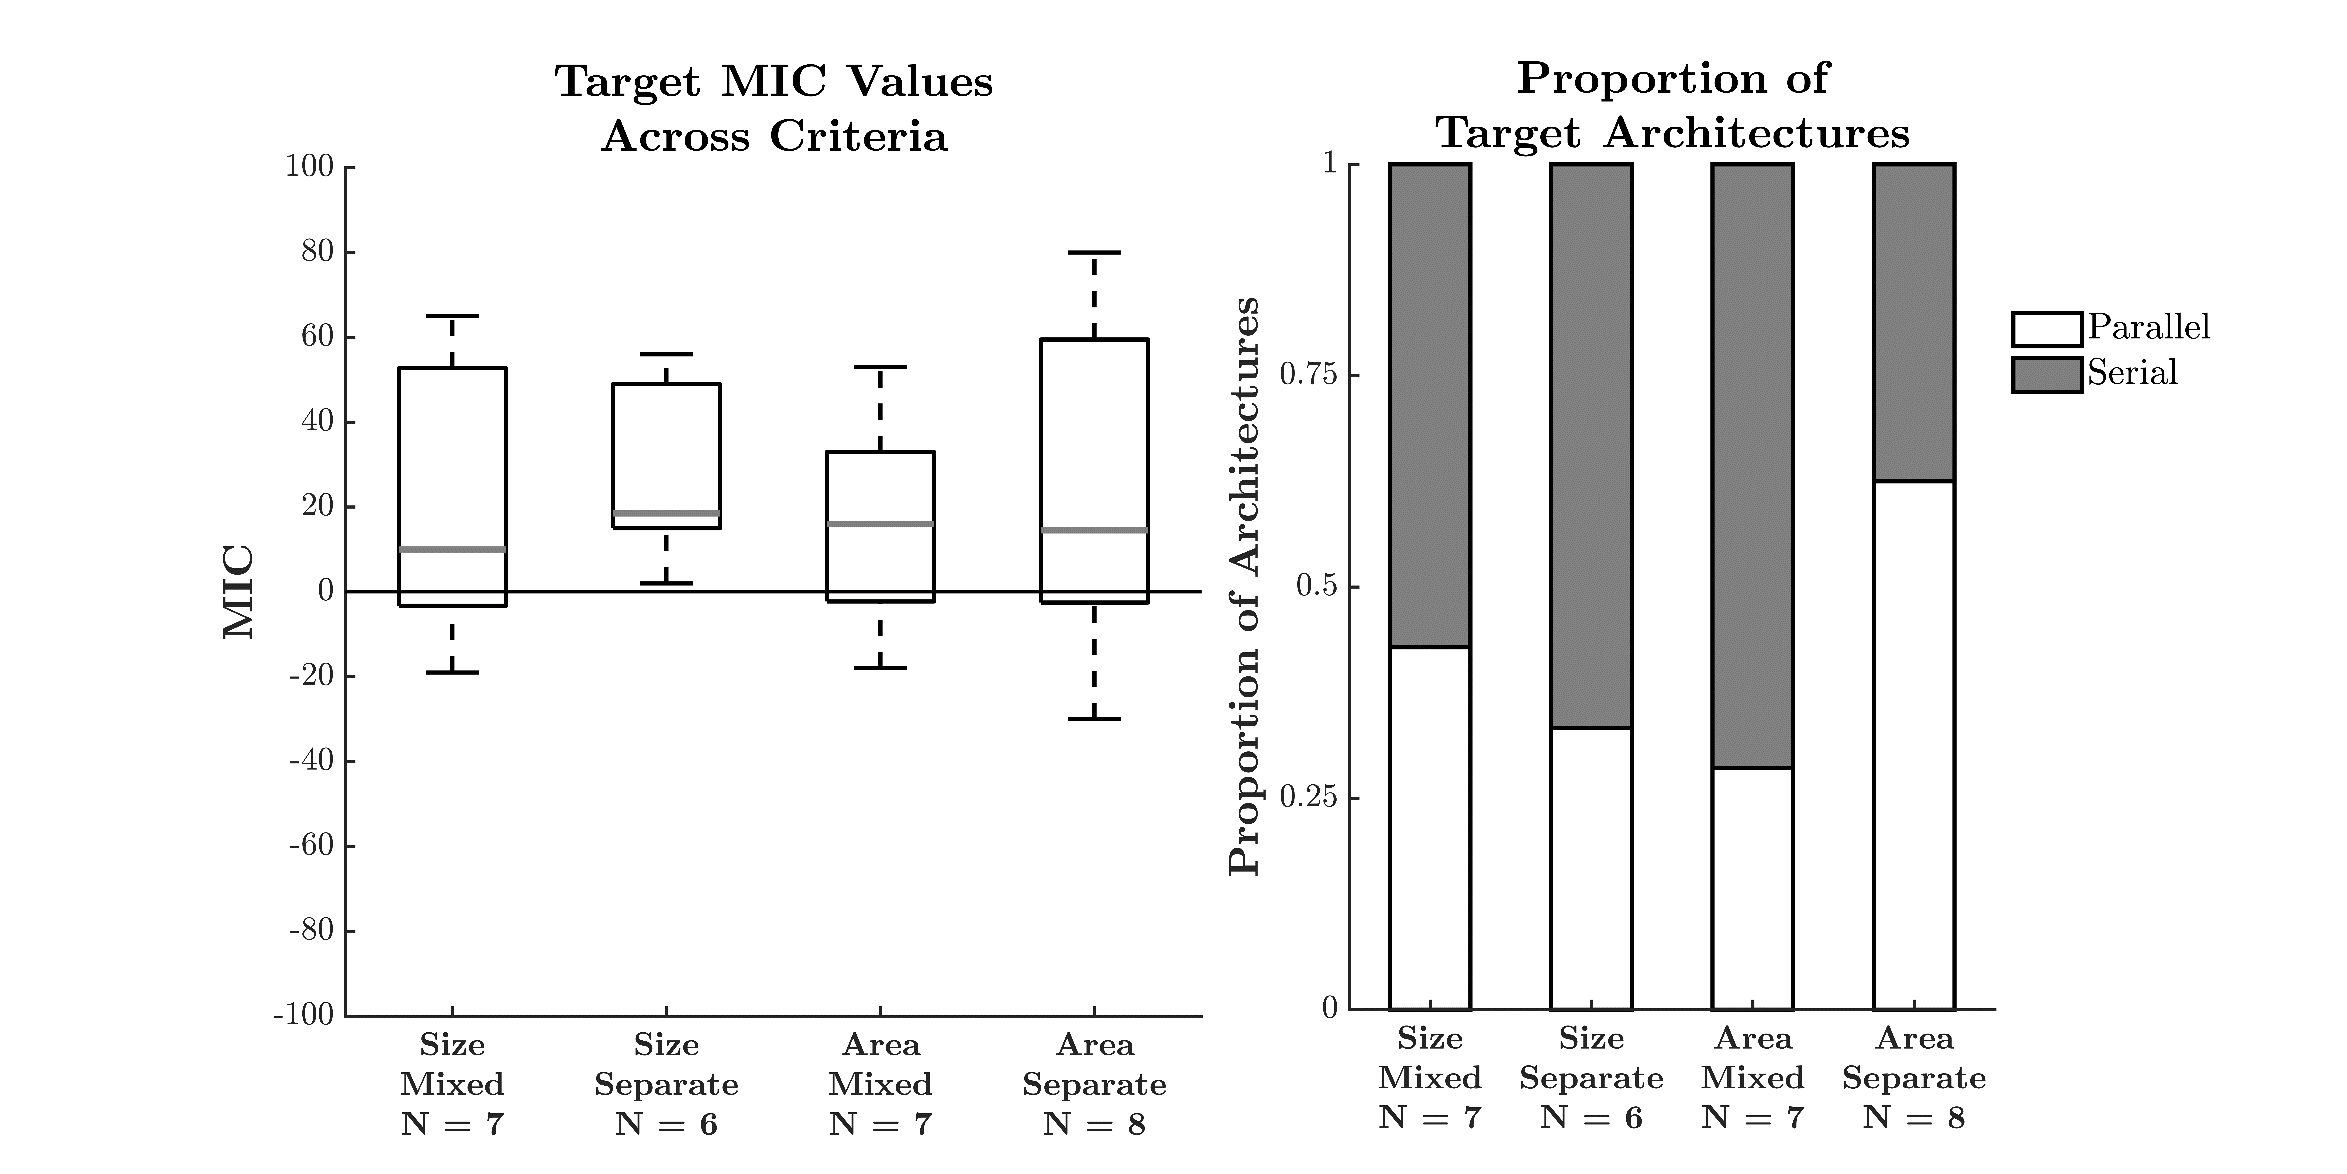 Target MIC Values
Across Criteria
100
80
60
40
20
0
-20
-40
-60
-80
-100
MIC
Size
Mixed
N = 7
Size
Separate
N = 6
Area
Mixed
N = 7
Area
Separate
N = 8
Proportion of
Target Architectures
1
0.75
0.5
0.25
0
Proportion of Architectures
Size
Mixed
N = 7
Size
Separate
N = 6
Area
Mixed
N = 7
Area
Separate
N = 8
Parallel
Serial